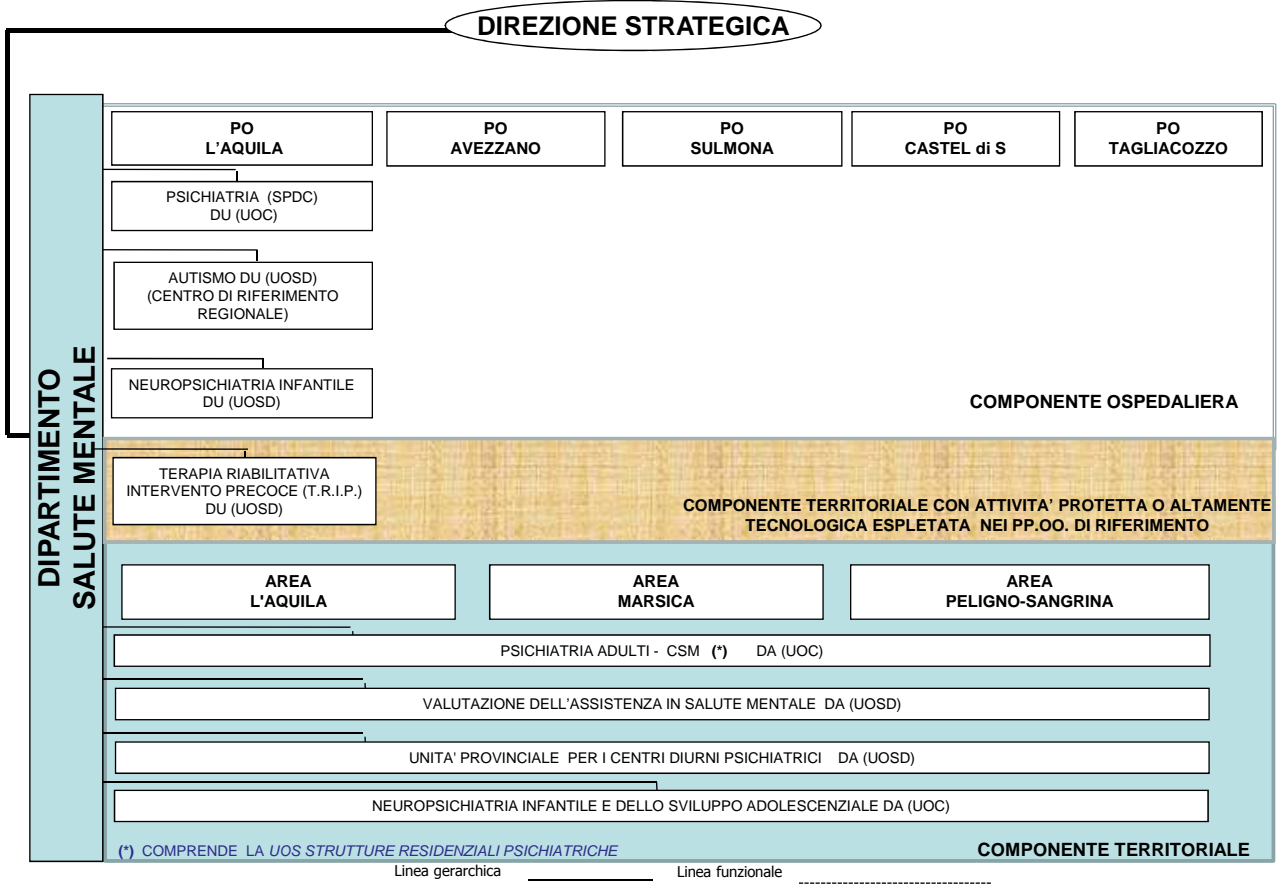 DIREZIONE STRATEGICA
DIPARTIMENTO
SALUTE MENTALE
PO
L'AQUILA
PO
AVEZZANO
PO
SULMONA
PO
CASTEL di S
PO
TAGLIACOZZO
PSICHIATRIA (SPDC)
DU (UOC)
AUTISMO DU (UOSD)
(CENTRO DI RIFERIMENTO
REGIONALE)
NEUROPSICHIATRIA INFANTILE
DU (UOSD)
COMPONENTE OSPEDALIERA
TERAPIA RIABILITATIVA
INTERVENTO PRECOCE (T.R.I.P.)
DU (UOSD)
COMPONENTE TERRITORIALE CON ATTIVITA' PROTETTA O ALTAMENTE
TECNOLOGICA ESPLETATA NEI PP.OO. DI RIFERIMENTO
AREA
L'AQUILA
AREA
MARSICA
AREA
PELIGNO-SANGRINA
PSICHIATRIA ADULTI - CSM (*) DA (UOC)
VALUTAZIONE DELL'ASSISTENZA IN SALUTE MENTALE DA (UOSD)
UNITA' PROVINCIALE PER I CENTRI DIURNI PSICHIATRICI DA (UOSD)
NEUROPSICHIATRIA INFANTILE E DELLO SVILUPPO ADOLESCENZIALE DA (UOC)
(*) COMPRENDE LA UOS STRUTTURE RESIDENZIALI PSICHIATRICHE
COMPONENTE TERRITORIALE
Linea gerarchica
Linea funzionale